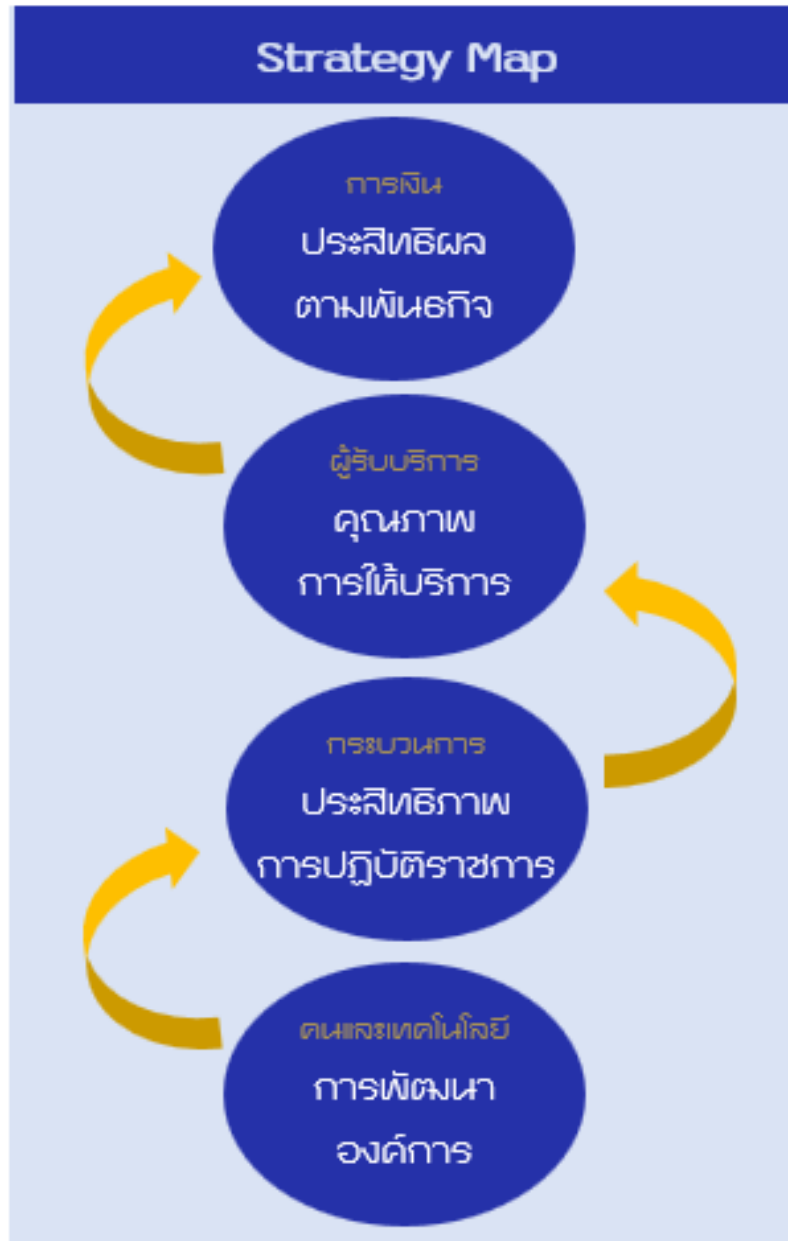 Strategy Map
การเงิน
ประสิทธิผล
ตามพันธกิจ
ผู้รับบริการ
คุณภาพ
การให้บริการ
กระบวนการ
ประสิทธิภาพ
การปฏิบัติราชการ
คนและเทคโนโลยี
การพัฒนา
องค์การ